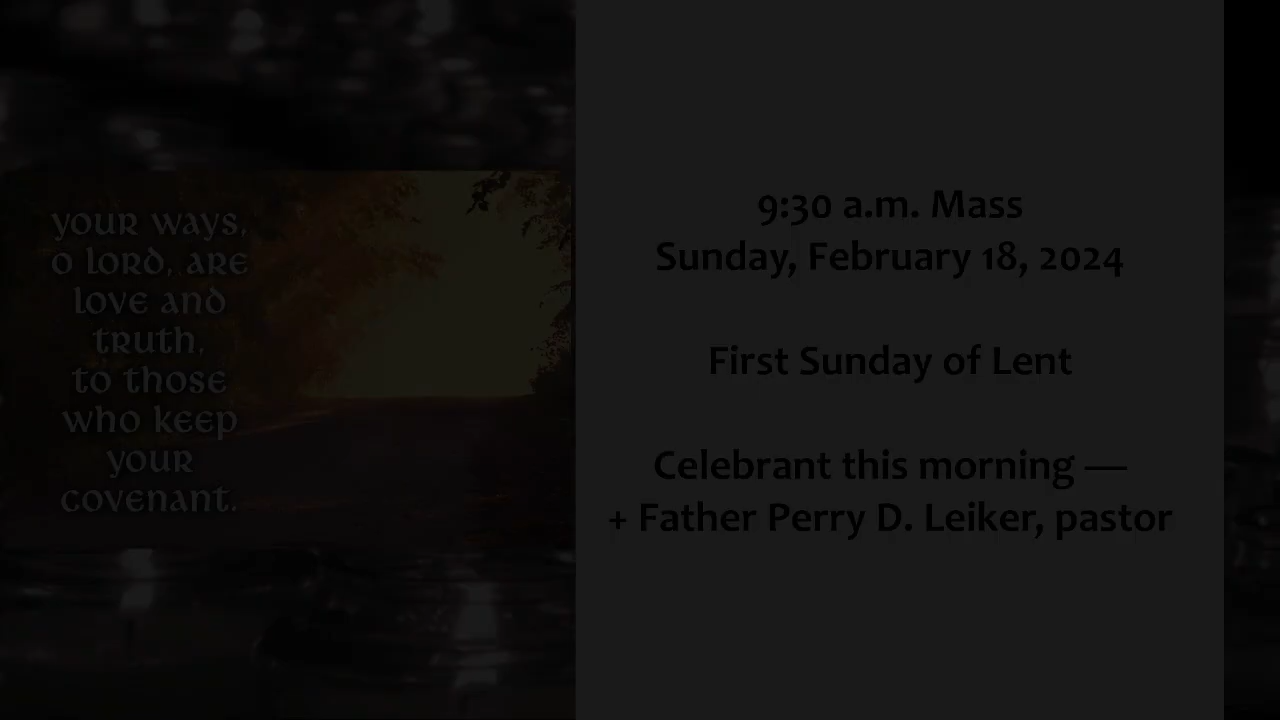 your ways,
o lord, are
love and
truth,
to those
who keep
your
covenant.
9:30 a.m. Mass
Sunday, February 18, 2024
First Sunday of Lent
Celebrant this morning —
+ Father Perry D. Leiker, pastor